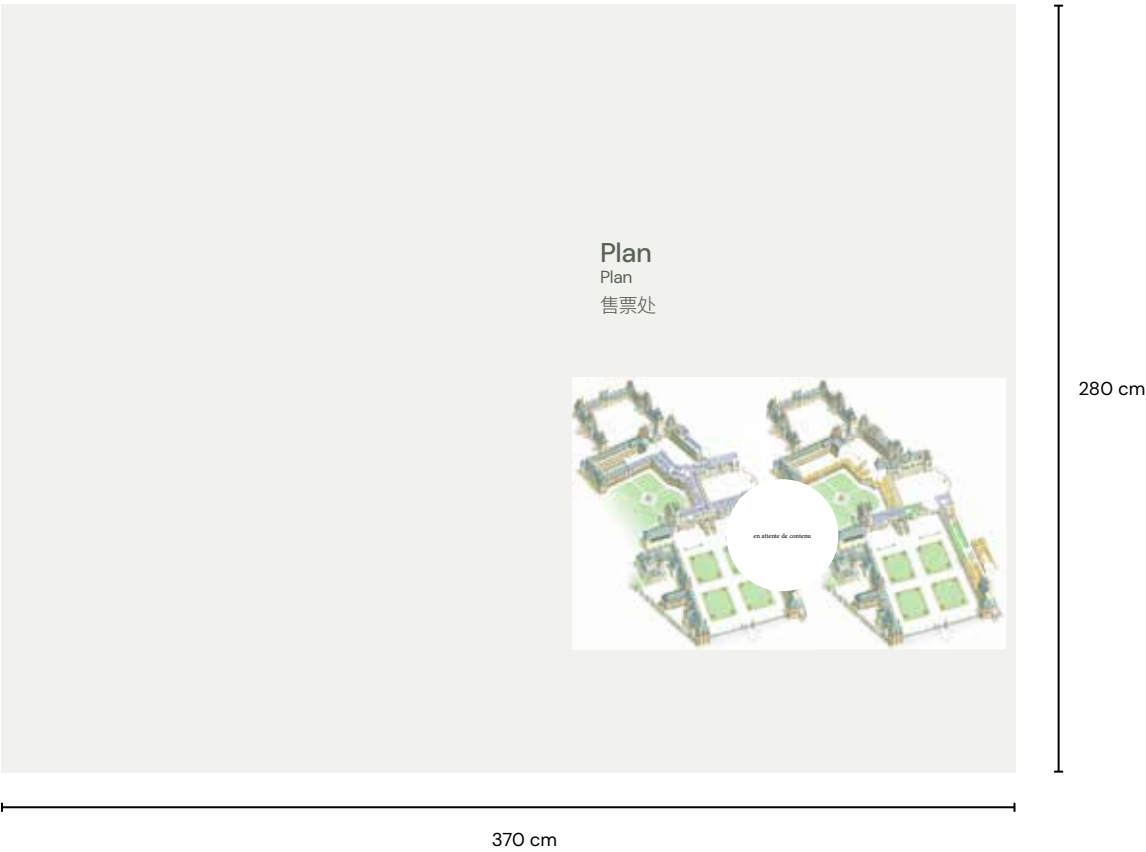 Plan
Plan
售票处
280 cm
en attente de contenu
370 cm